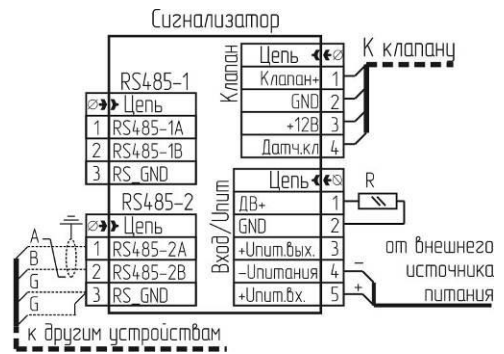 Сигнализатор
RS485-1
Цепь
1 RS485-1A
2 RS485-1B
3 RS_GND
RS485-2
Цепь
1 RS485-2A
2 RS485-2B
3 RS_GND
A
B
G
G
к другим устройствам
Клапан
Цепь
Клапан+ 1
GND 2
+12В 3
Датч.кл 4
К клапану
Вход/Uпит
Цепь
ДВ+ 1
GND 2
+Uпит.вых. 3
-Uпитания 4
+Uпит.вх. 5
R
–
+
от внешнего
источника
питания